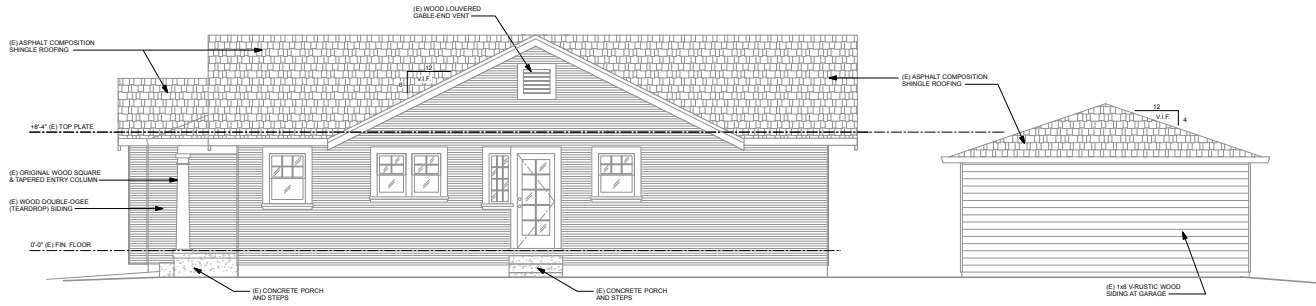 (E) WOOD LOUVERED
GABLE-END VENT
(E) ASPHALT COMPOSITION
SHINGLE ROOFING
12
V.I.F.
6
(E) ASPHALT COMPOSITION
SHINGLE ROOFING
12
V.I.F.
4
+8'-4" (E) TOP PLATE
(E) ORIGINAL WOOD SQUARE
& TAPERED ENTRY COLUMN
(E) WOOD DOUBLE-OGEE
(TEARDROP) SIDING
0'-0" (E) FIN. FLOOR
(E) CONCRETE PORCH
AND STEPS
(E) CONCRETE PORCH
AND STEPS
(E) 1x8 V-RUSTIC WOOD
SIDING AT GARAGE